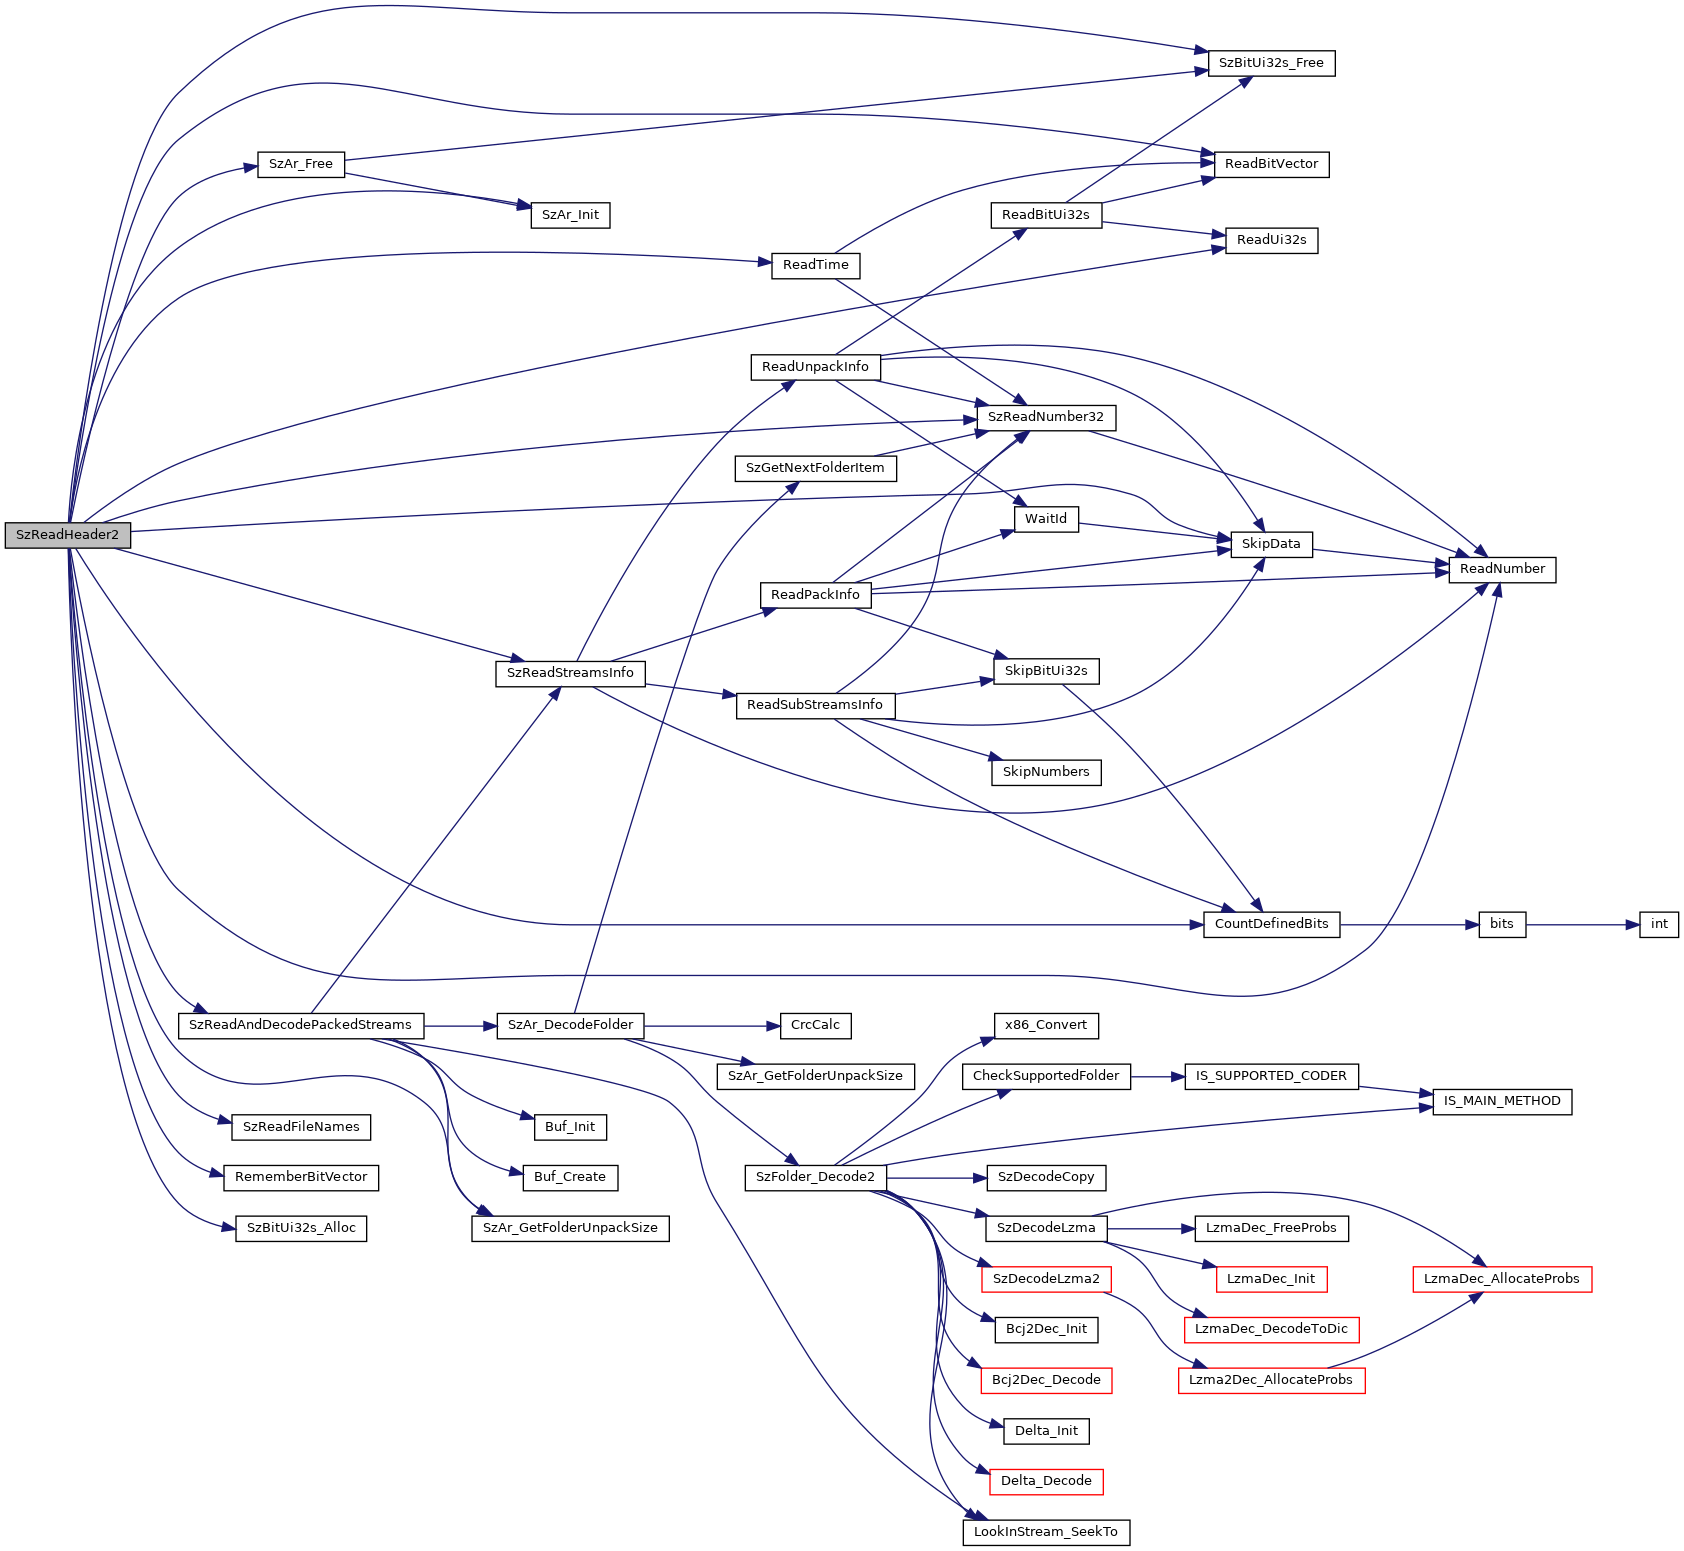 SzBitUi32s_Free
SzAr_Free
ReadBitVector
SzAr_Init
ReadBitUi32s
ReadUi32s
ReadTime
ReadUnpackInfo
SzReadNumber32
SzGetNextFolderItem
WaitId
SzReadHeader2
SkipData
ReadNumber
ReadPackInfo
SzReadStreamsInfo
SkipBitUi32s
ReadSubStreamsInfo
SkipNumbers
CountDefinedBits
bits
int
SzReadAndDecodePackedStreams
SzAr_DecodeFolder
CrcCalc
x86_Convert
SzAr_GetFolderUnpackSize
CheckSupportedFolder
IS_SUPPORTED_CODER
IS_MAIN_METHOD
SzReadFileNames
Buf_Init
RememberBitVector
Buf_Create
SzFolder_Decode2
SzDecodeCopy
SzBitUi32s_Alloc
SzAr_GetFolderUnpackSize
SzDecodeLzma
LzmaDec_FreeProbs
SzDecodeLzma2
LzmaDec_Init
LzmaDec_AllocateProbs
Bcj2Dec_Init
LzmaDec_DecodeToDic
Bcj2Dec_Decode
Lzma2Dec_AllocateProbs
Delta_Init
Delta_Decode
LookInStream_SeekTo